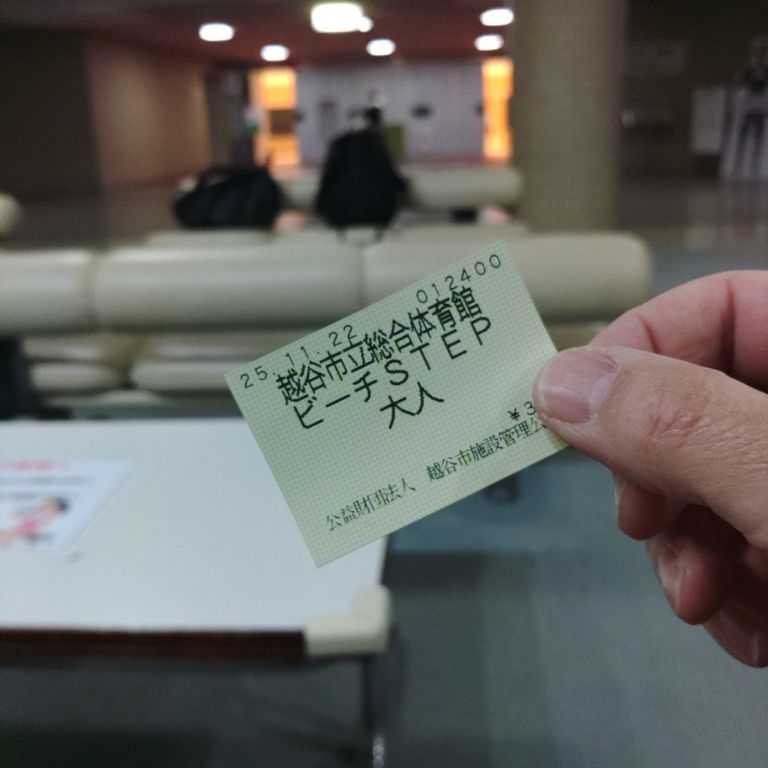 25.11.22 012400
越谷市立総合体育館
ビーチSTEP
大人
¥3
公益財団法人 越谷市施設管理公